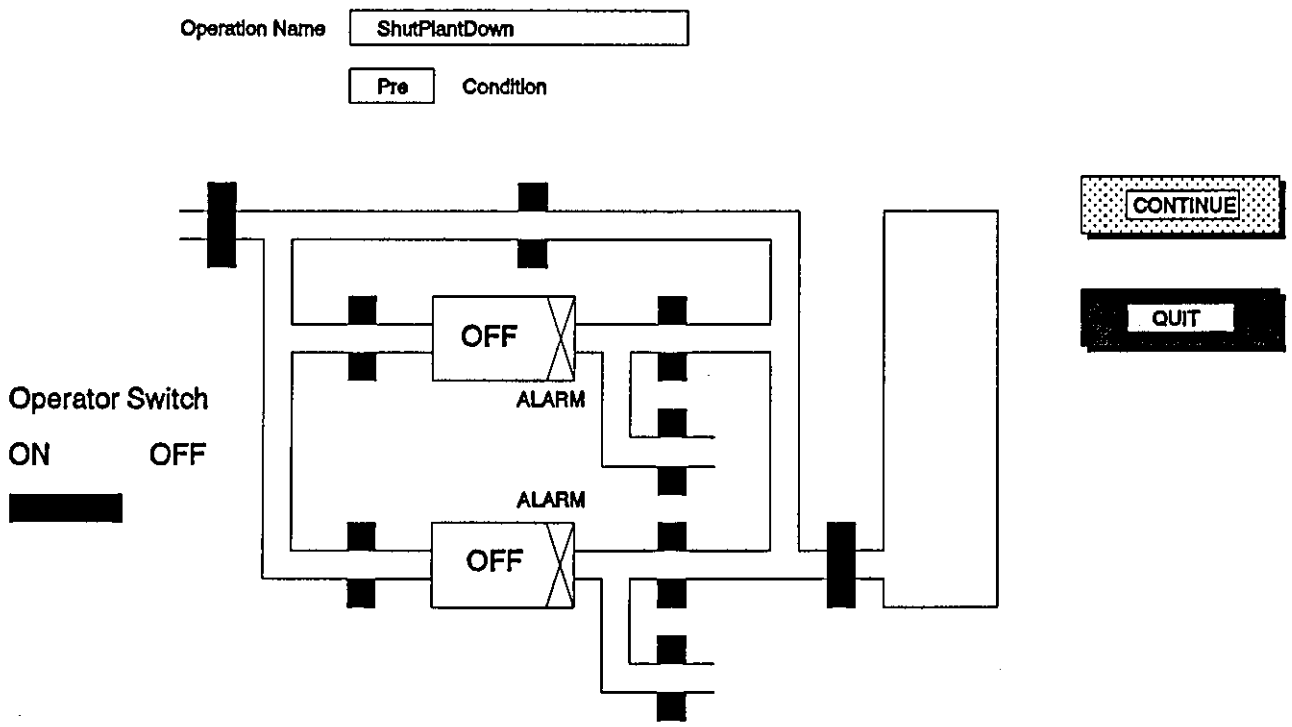 Operation Name ShutPlantDown
Pre Condition
CONTINUE
QUIT
OFF
ALARM
Operator Switch
ON OFF
ALARM
OFF